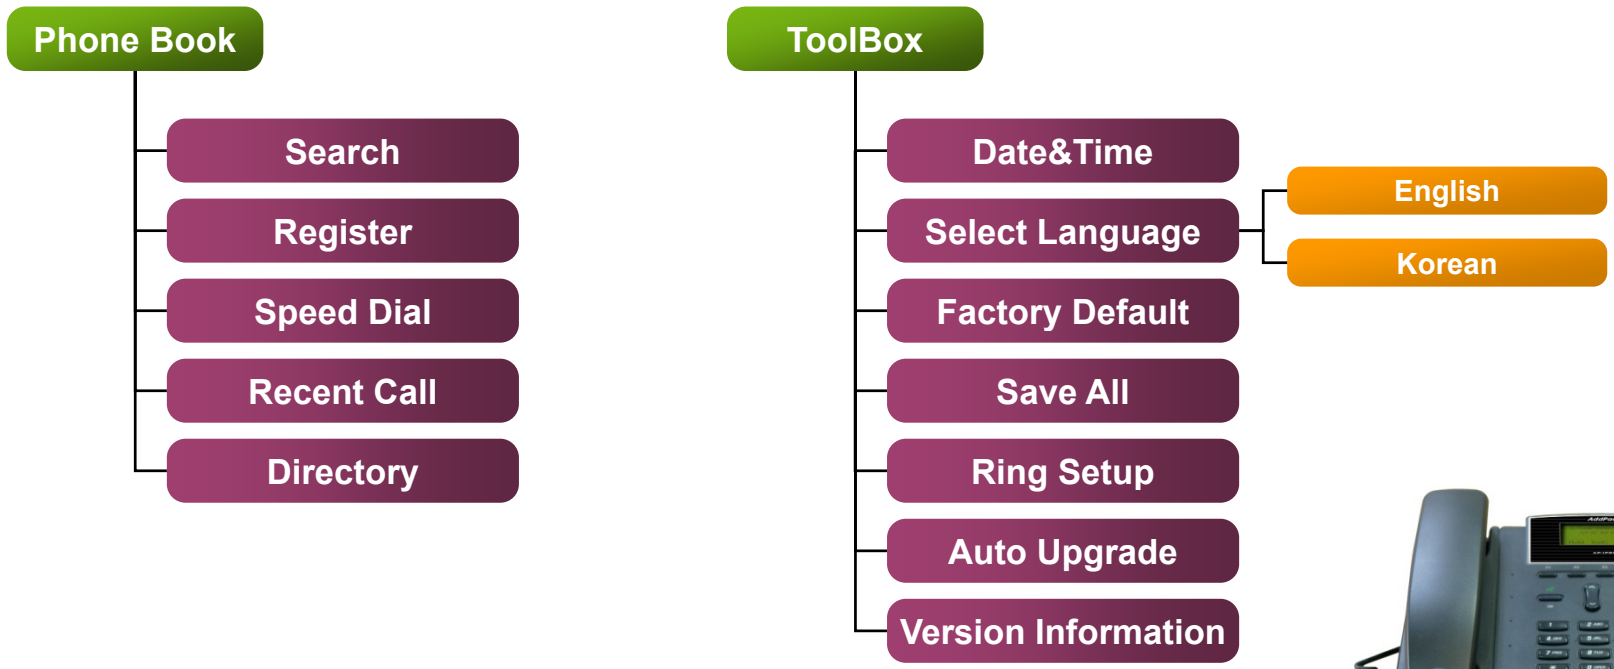 Phone Book
Search
Register
Speed Dial
Recent Call
Directory
ToolBox
Date&Time
Select Language
English
Korean
Factory Default
Save All
Ring Setup
Auto Upgrade
Version Information